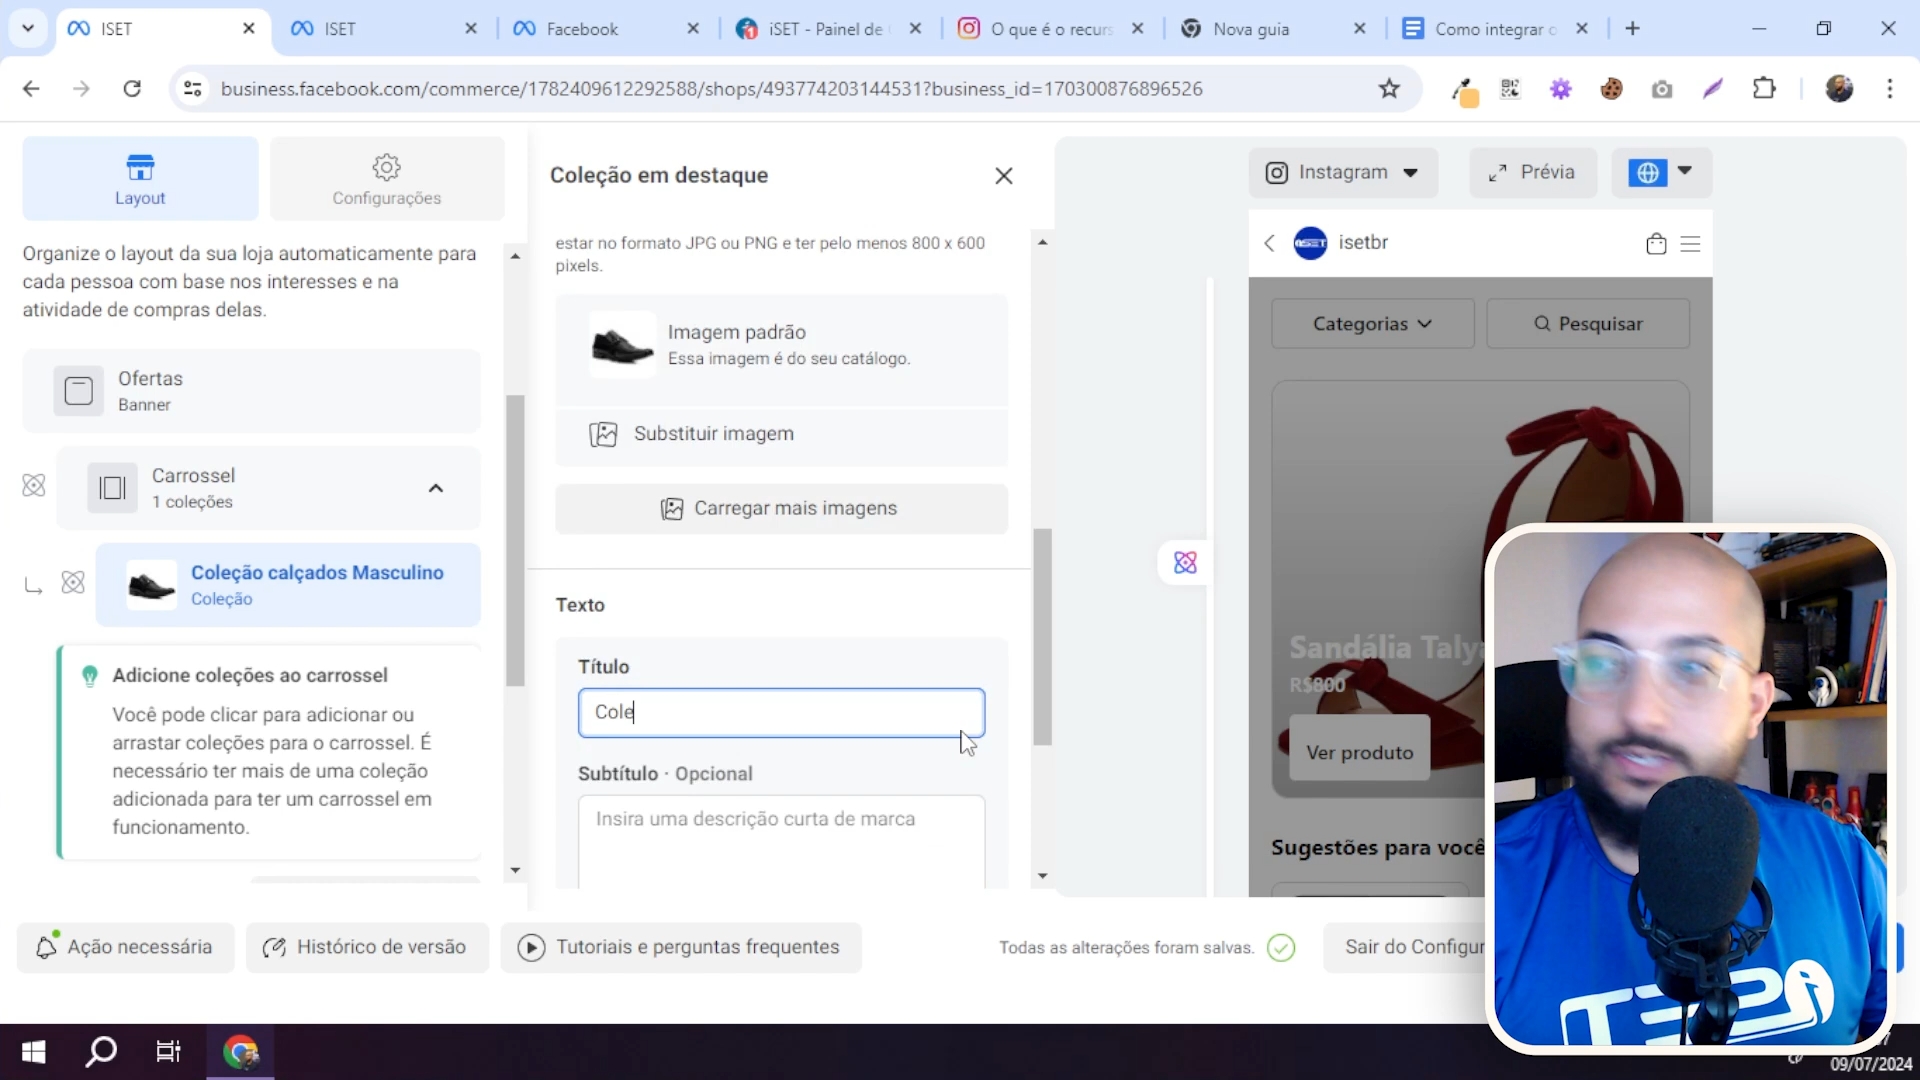 ISET
ISET
Facebook
iSET - Painel de
O que é o recurs
Nova guia
Como integrar o
business.facebook.com/commerce/1782409612292588/shops/493774203144531?business_id=170300876896526
Layout
Configurações
Organize o layout da sua loja automaticamente para
cada pessoa com base nos interesses e na
atividade de compras delas.
Ofertas
Banner
Carrossel
1 coleções
Coleção calçados Masculino
Coleção
Adicione coleções ao carrossel
Você pode clicar para adicionar ou
arrastar coleções para o carrossel. É
necessário ter mais de uma coleção
adicionada para ter um carrossel em
funcionamento.
Coleção em destaque
estar no formato JPG ou PNG e ter pelo menos 800 x 600
pixels.
Imagem padrão
Essa imagem é do seu catálogo.
Substituir imagem
Carregar mais imagens
Texto
Título
Cole
Subtítulo · Opcional
Insira uma descrição curta de marca
Instagram
Prévia
isetbr
Categorias
Pesquisar
Sandália Talya
R$800
Ver produto
Sugestões para você
Ação necessária
Histórico de versão
Tutoriais e perguntas frequentes
Todas as alterações foram salvas.
Sair do Configur
09/07/2024